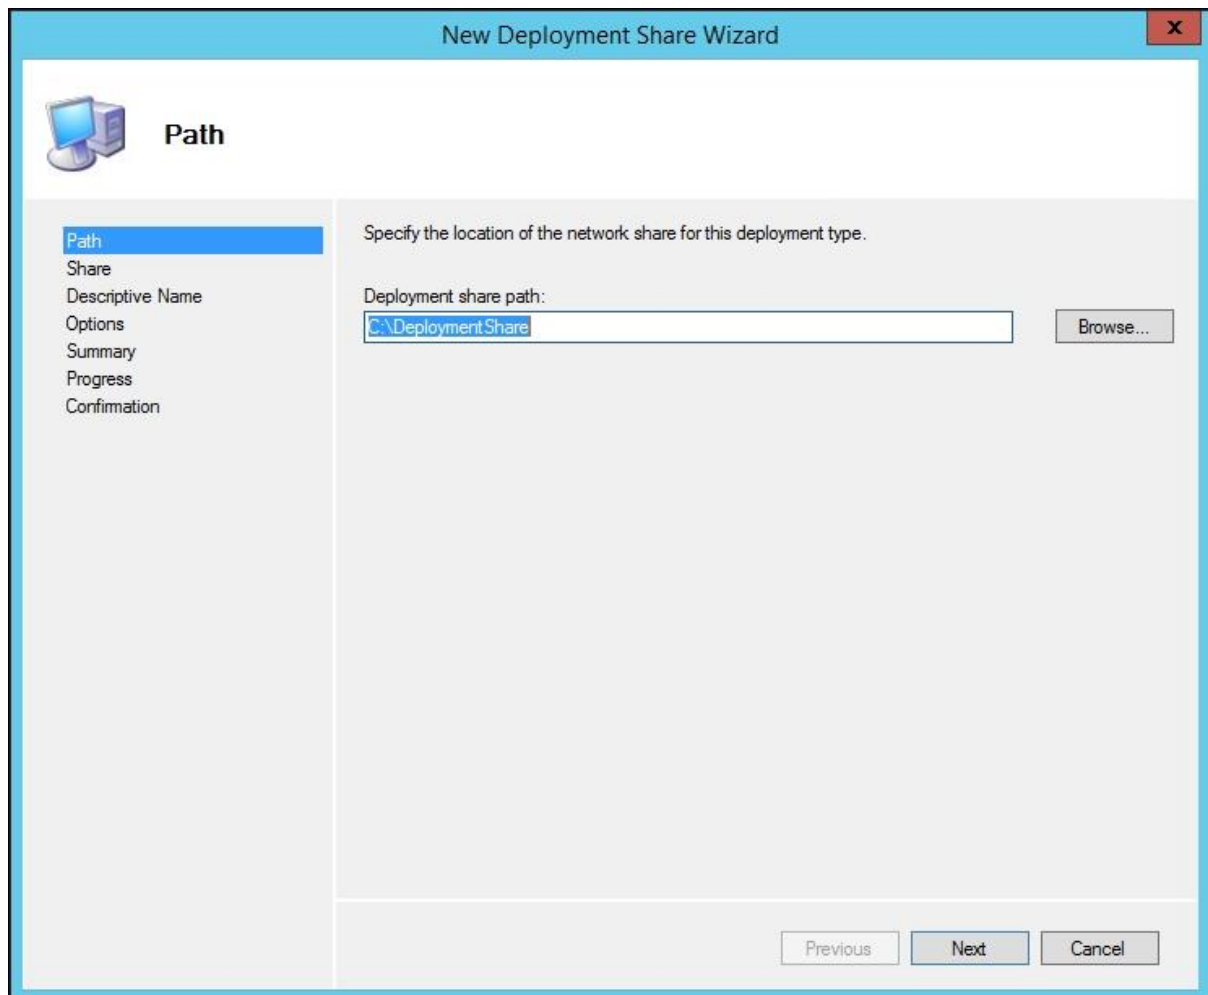 New Deployment Share Wizard
x
Path
Path
Share
Descriptive Name
Options
Summary
Progress
Confirmation
Specify the location of the network share for this deployment type.
Deployment share path:
C:\DeploymentShare
Browse...
Previous
Next
Cancel